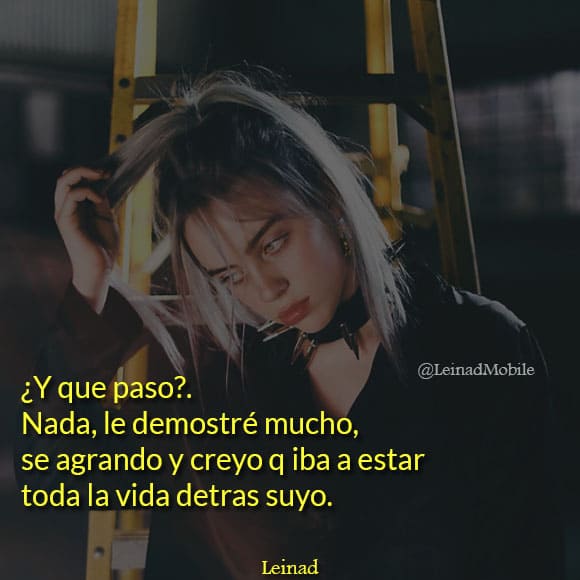 @LeinadMobile
¿Y que paso?.
Nada, le demostré mucho,
se agrando y creyo q iba a estar
toda la vida detras suyo.
Leinad